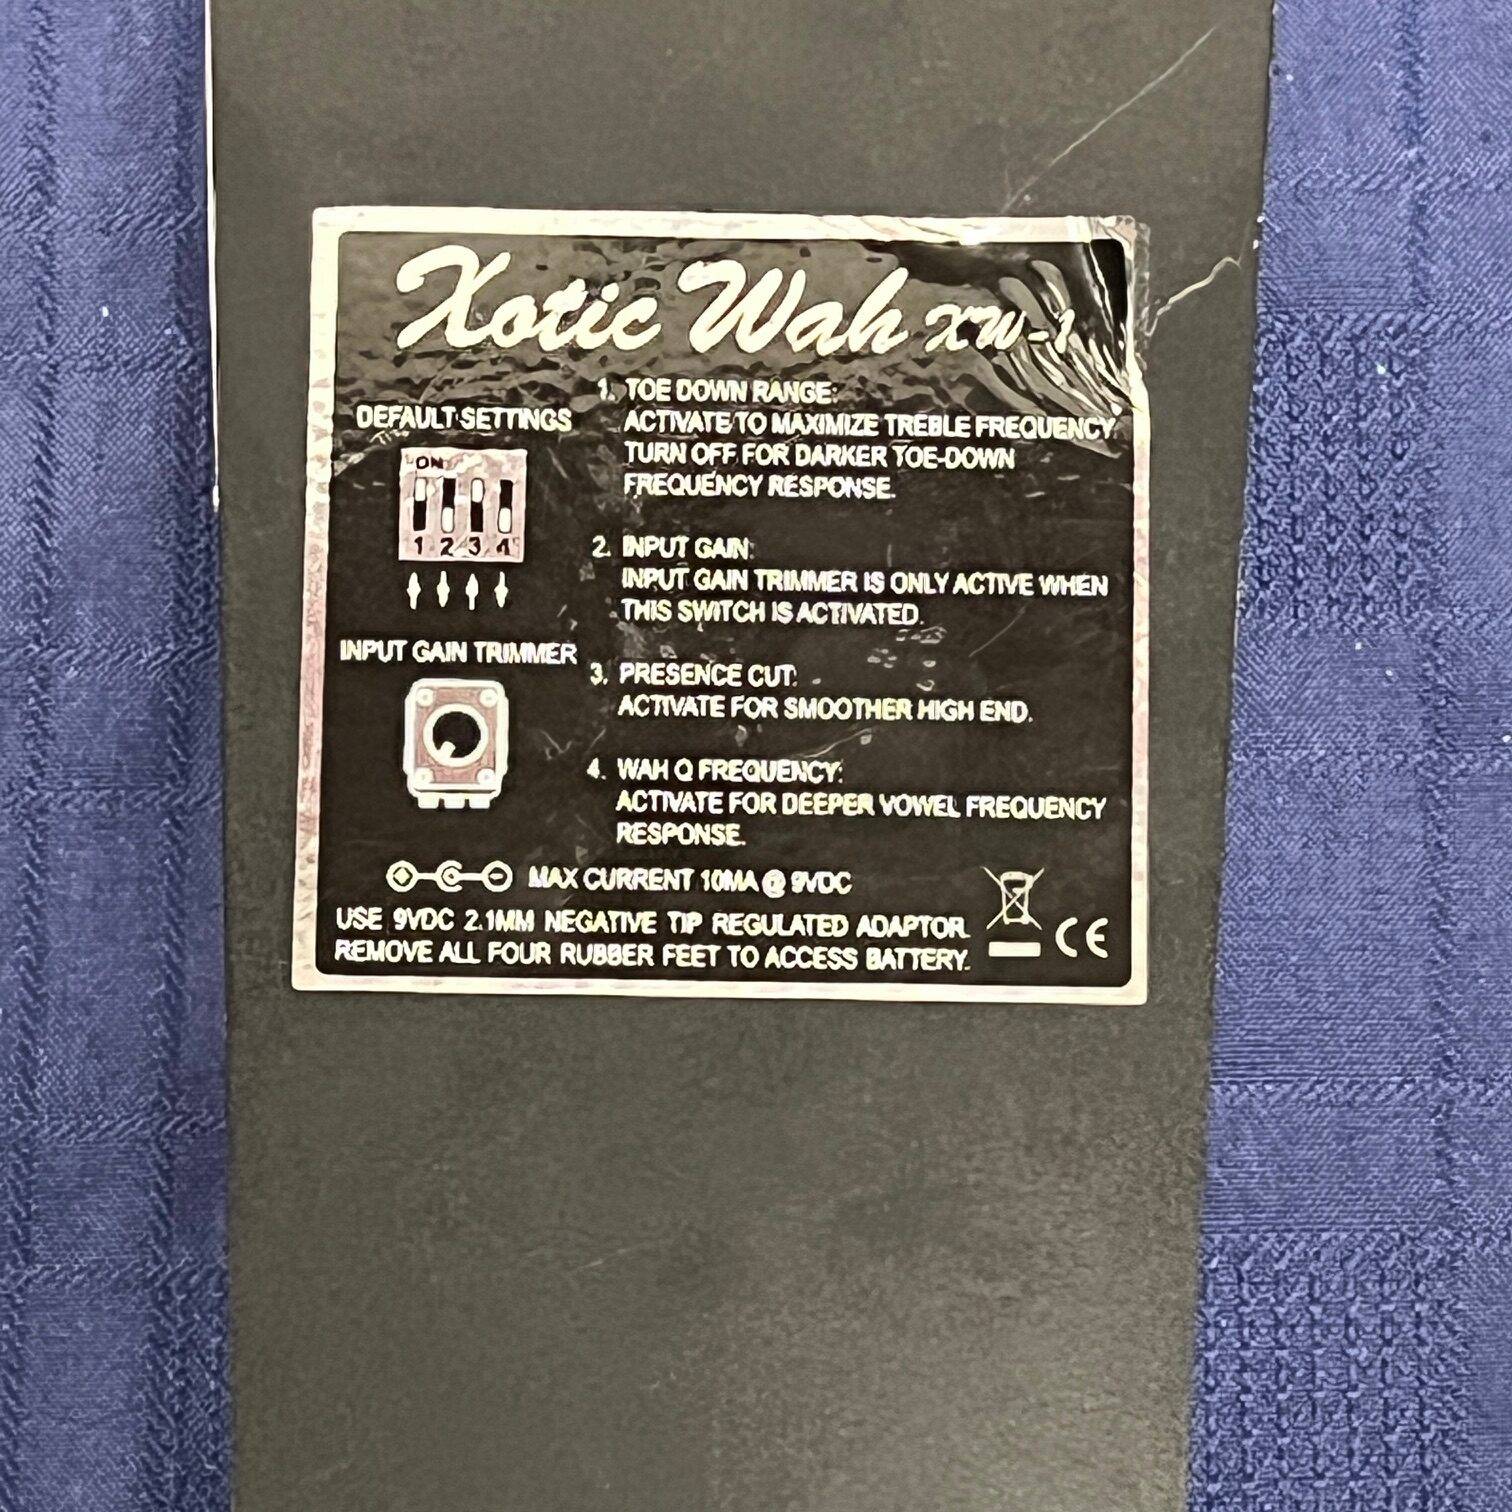 Xotic Wah XW-1
DEFAULT SETTINGS
ON
1 2 3 4
INPUT GAIN TRIMMER
1. TOE DOWN RANGE:
ACTIVATE TO MAXIMIZE TREBLE FREQUENCY.
TURN OFF FOR DARKER TOE-DOWN
FREQUENCY RESPONSE.
2. INPUT GAIN:
INPUT GAIN TRIMMER IS ONLY ACTIVE WHEN
THIS SWITCH IS ACTIVATED.
3. PRESENCE CUT:
ACTIVATE FOR SMOOTHER HIGH END.
4. WAH Q FREQUENCY:
ACTIVATE FOR DEEPER VOWEL FREQUENCY
RESPONSE.
MAX CURRENT 10MA @ 9VDC
USE 9VDC 2.1MM NEGATIVE TIP REGULATED ADAPTOR.
REMOVE ALL FOUR RUBBER FEET TO ACCESS BATTERY.
CE